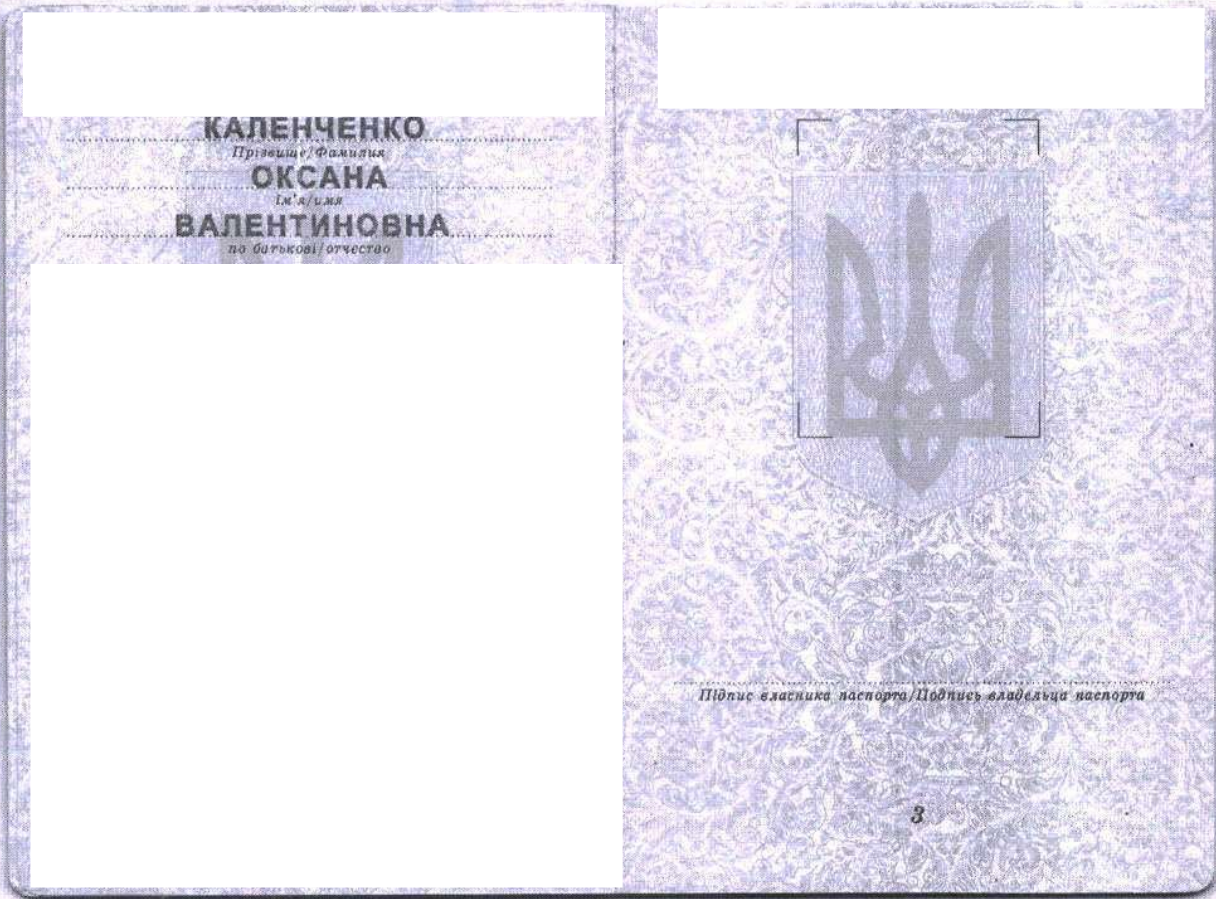 КАЛЕНЧЕНКО
Прізвище/Фамилия
ОКСАНА
ім'я/имя
ВАЛЕНТИНОВНА
по батькові/отчество
Підпис власника паспорта/Подпись владельца паспорта
3